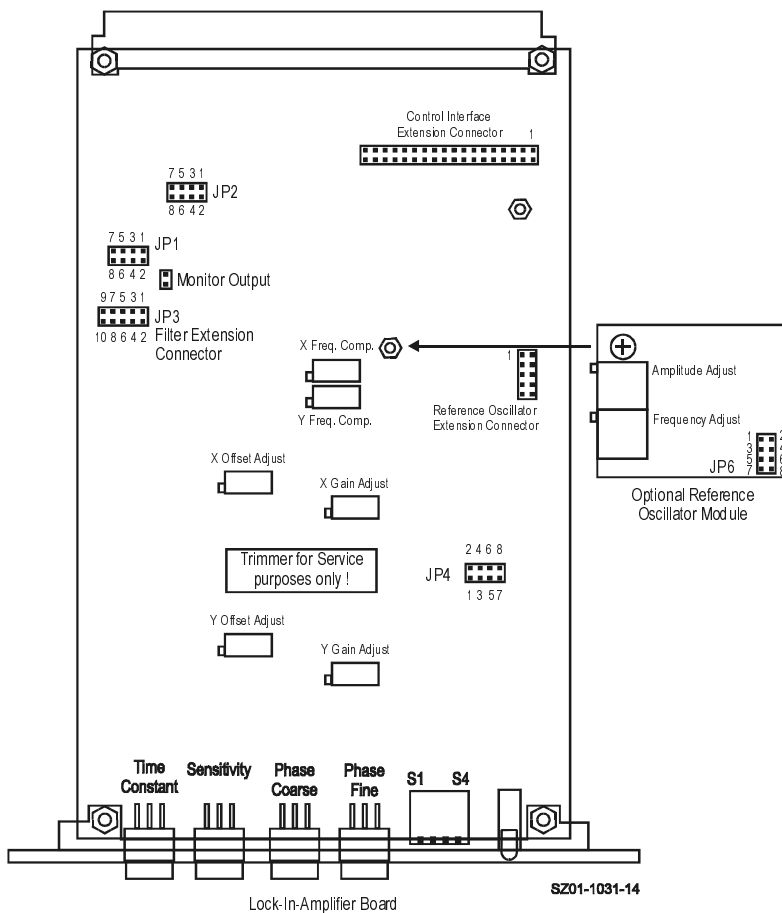 Control Interface
Extension Connector 1
7 5 3 1
JP2
8 6 4 2
7 5 3 1
JP1
8 6 4 2
Monitor Output
9 7 5 3 1
JP3
10 8 6 4 2
Filter Extension
Connector
X Freq. Comp.
Y Freq. Comp.
1
Reference Oscillator
Extension Connector
Amplitude Adjust
Frequency Adjust
1 2
3
5
7
JP6
Optional Reference
Oscillator Module
X Offset Adjust
X Gain Adjust
Trimmer for Service
purposes only !
2 4 6 8
JP4
1 3 5 7
Y Offset Adjust
Y Gain Adjust
Time
Constant
Sensitivity
Phase
Coarse
Phase
Fine
S1 S4
SZ01-1031-14
Lock-In-Amplifier Board